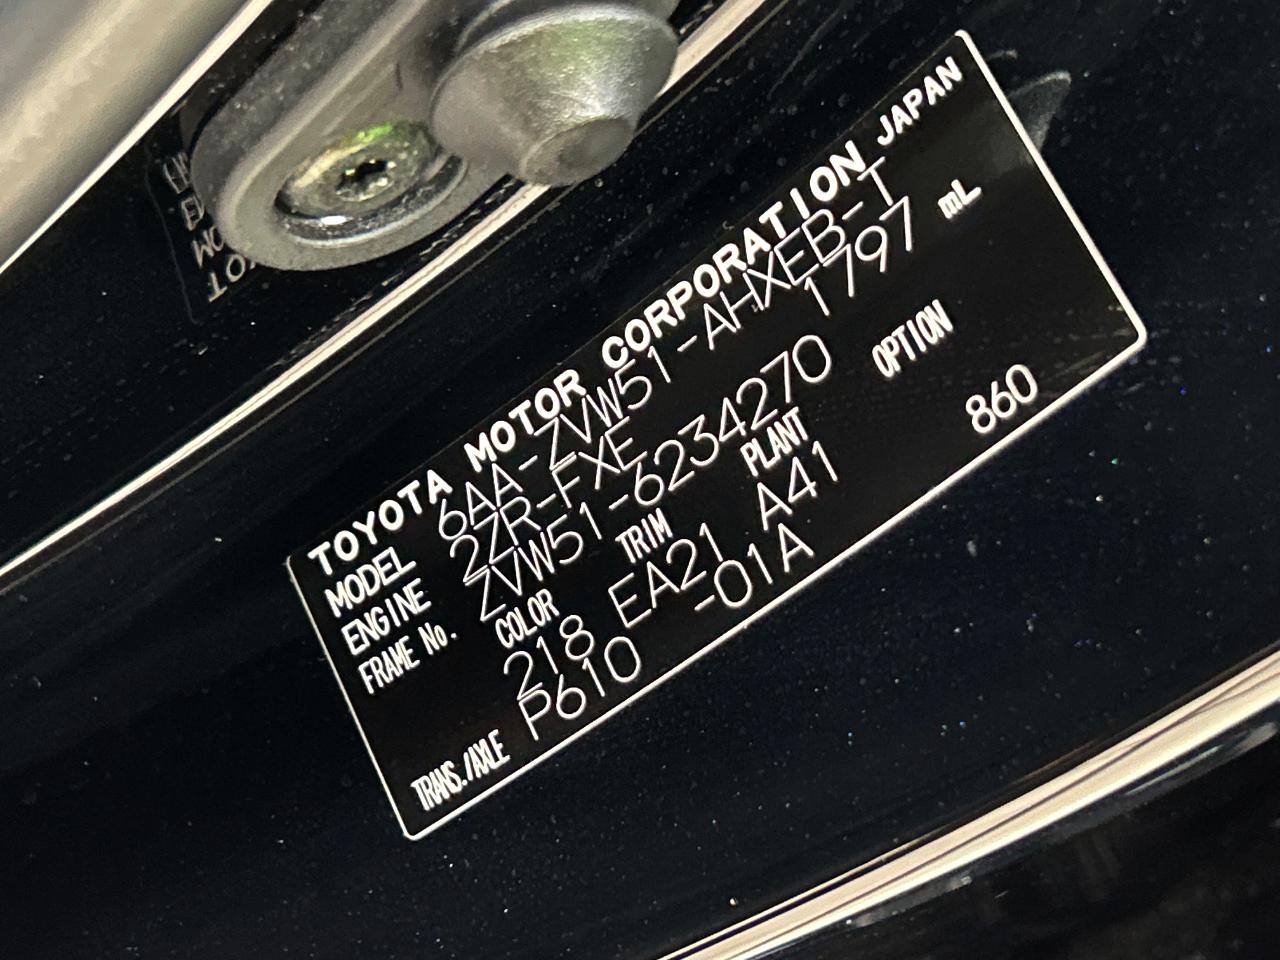 TOYOTA MOTOR CORPORATION JAPAN
MODEL 6AA-ZVW51-AHXEB-T
ENGINE 2ZR-FXE 1797 mL
FRAME No. ZVW51-6234270
COLOR TRIM PLANT OPTION
218 EA21 A41 860
TRANS./AXLE P610 -01A